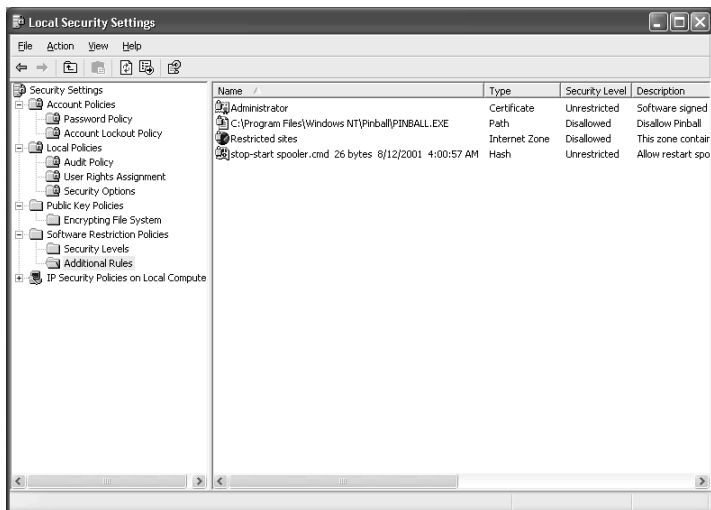 Local Security Settings
File Action View Help
Security Settings
Account Policies
Password Policy
Account Lockout Policy
Local Policies
Audit Policy
User Rights Assignment
Security Options
Public Key Policies
Encrypting File System
Software Restriction Policies
Security Levels
Additional Rules
IP Security Policies on Local Compute
Name Type Security Level Description
Administrator Certificate Unrestricted Software signed
C:\Program Files\Windows NT\Pinball\PINBALL.EXE Path Disallowed Disallow Pinball
Restricted sites Internet Zone Disallowed This zone contair
stop-start spooler.cmd 26 bytes 8/12/2001 4:00:57 AM Hash Unrestricted Allow restart spo